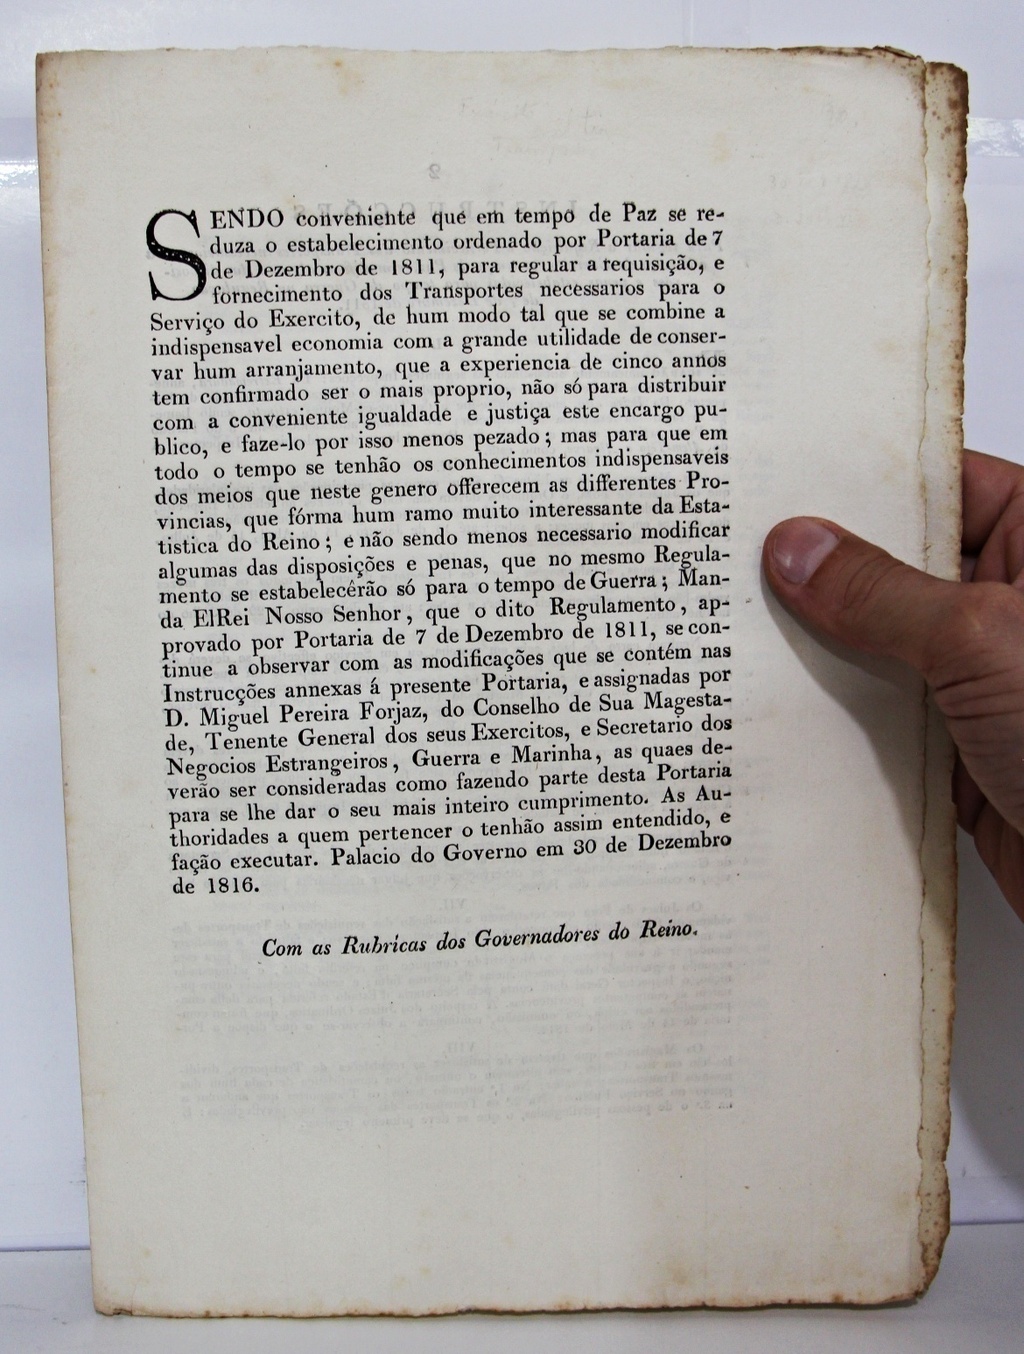 SENDO conveniente que em tempo de Paz se re-
duza o estabelecimento ordenado por Portaria de 7
de Dezembro de 1811, para regular a requisição, e
fornecimento dos Transportes necessarios para o
Serviço do Exercito, de hum modo tal que se combine a
indispensavel economia com a grande utilidade de conser-
var hum arranjamento, que a experiencia de cinco annos
tem confirmado ser o mais proprio, não só para distribuir
com a conveniente igualdade e justiça este encargo pu-
blico, e faze-lo por isso menos pezado; mas para que em
todo o tempo se tenhão os conhecimentos indispensaveis
dos meios que neste genero offerecem as differentes Pro-
vincias, que fórma hum ramo muito interessante da Esta-
tistica do Reino; e não sendo menos necessario modificar
algumas das disposições e penas, que no mesmo Regula-
mento se estabelecêrão só para o tempo de Guerra; Man-
da ElRei Nosso Senhor, que o dito Regulamento, ap-
provado por Portaria de 7 de Dezembro de 1811, se con-
tinue a observar com as modificações que se contém nas
Instrucções annexas á presente Portaria, e assignadas por
D. Miguel Pereira Forjaz, do Conselho de Sua Magesta-
de, Tenente General dos seus Exercitos, e Secretario dos
Negocios Estrangeiros, Guerra e Marinha, as quaes de-
verão ser consideradas como fazendo parte desta Portaria
para se lhe dar o seu mais inteiro cumprimento. As Au-
thoridades a quem pertencer o tenhão assim entendido, e
fação executar. Palacio do Governo em 30 de Dezembro
de 1816.
Com as Rubricas dos Governadores do Reino.